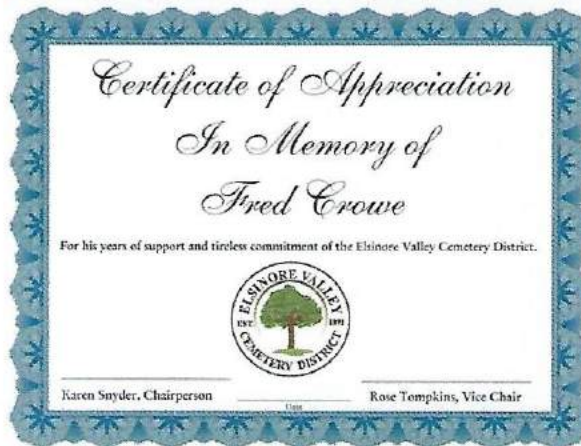 Certificate of Appreciation
In Memory of
Fred Crowe
For his years of support and tireless commitment of the Elsinore Valley Cemetery District.
ELSINORE VALLEY
EST. 1891
CEMETERY DISTRICT
Karen Snyder, Chairperson
Rose Tompkins, Vice Chair